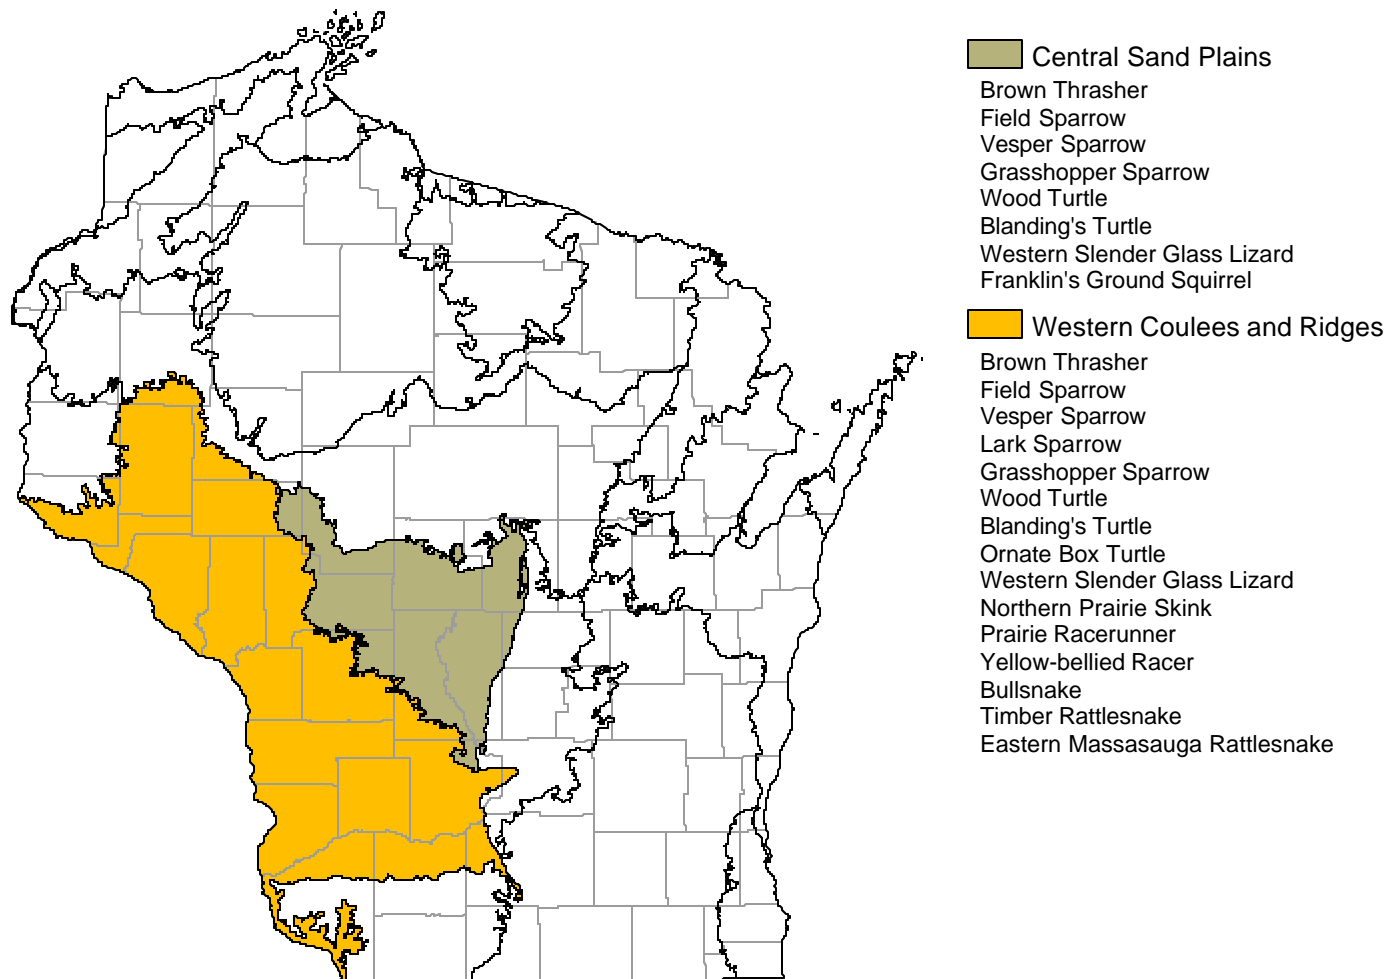 Central Sand Plains
Brown Thrasher
Field Sparrow
Vesper Sparrow
Grasshopper Sparrow
Wood Turtle
Blanding's Turtle
Western Slender Glass Lizard
Franklin's Ground Squirrel
Western Coulees and Ridges
Brown Thrasher
Field Sparrow
Vesper Sparrow
Lark Sparrow
Grasshopper Sparrow
Wood Turtle
Blanding's Turtle
Ornate Box Turtle
Western Slender Glass Lizard
Northern Prairie Skink
Prairie Racerunner
Yellow-bellied Racer
Bullsnake
Timber Rattlesnake
Eastern Massasauga Rattlesnake